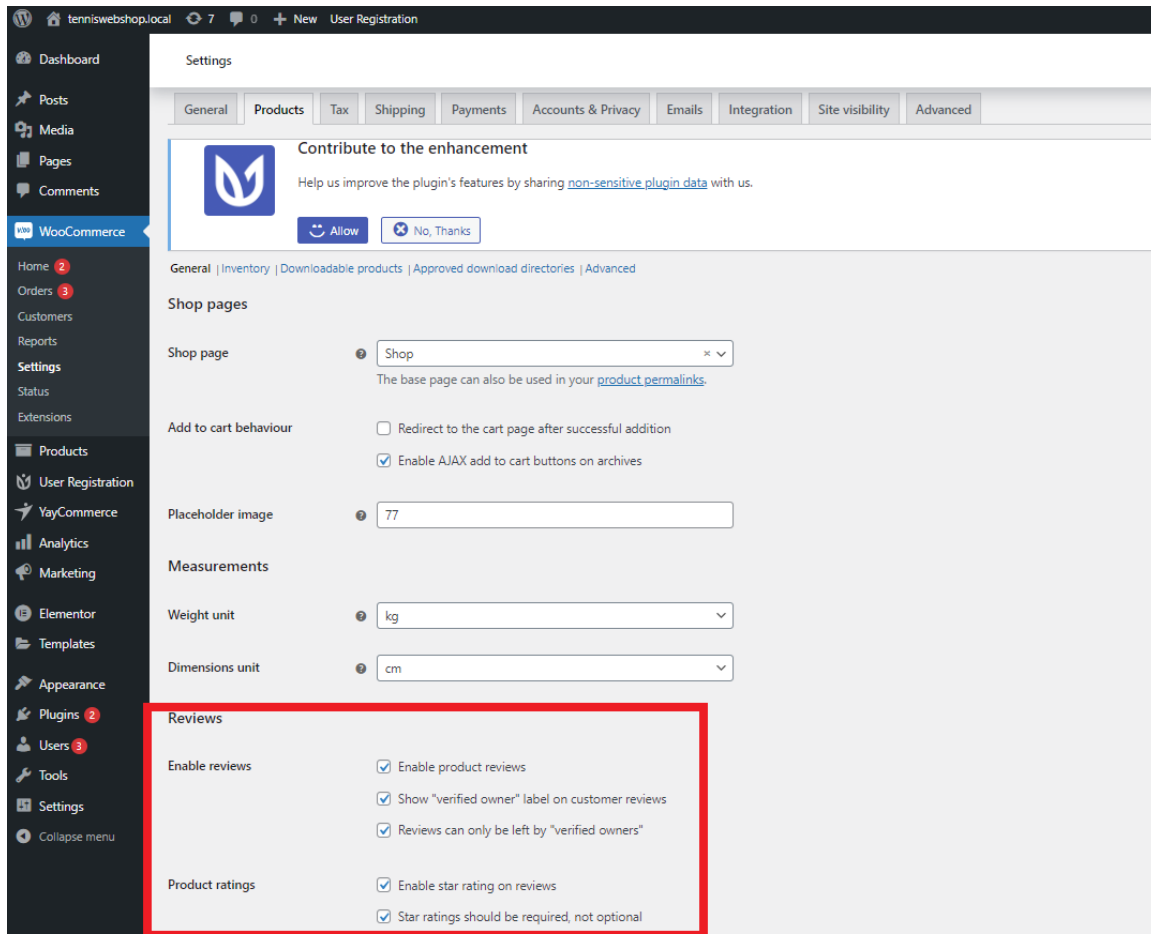 tenniswebshop.local 7 0 + New User Registration
Dashboard
Posts
Media
Pages
Comments
WooCommerce
Home 2
Orders 3
Customers
Reports
Settings
Status
Extensions
Products
User Registration
YayCommerce
Analytics
Marketing
Elementor
Templates
Appearance
Plugins 2
Users 3
Tools
Settings
Collapse menu
Settings
General Products Tax Shipping Payments Accounts & Privacy Emails Integration Site visibility Advanced
Contribute to the enhancement
Help us improve the plugin's features by sharing non-sensitive plugin data with us.
Allow No, Thanks
General | Inventory | Downloadable products | Approved download directories | Advanced
Shop pages
Shop page Shop
The base page can also be used in your product permalinks.
Add to cart behaviour Redirect to the cart page after successful addition
Enable AJAX add to cart buttons on archives
Placeholder image 77
Measurements
Weight unit kg
Dimensions unit cm
Reviews
Enable reviews Enable product reviews
Show "verified owner" label on customer reviews
Reviews can only be left by "verified owners"
Product ratings Enable star rating on reviews
Star ratings should be required, not optional